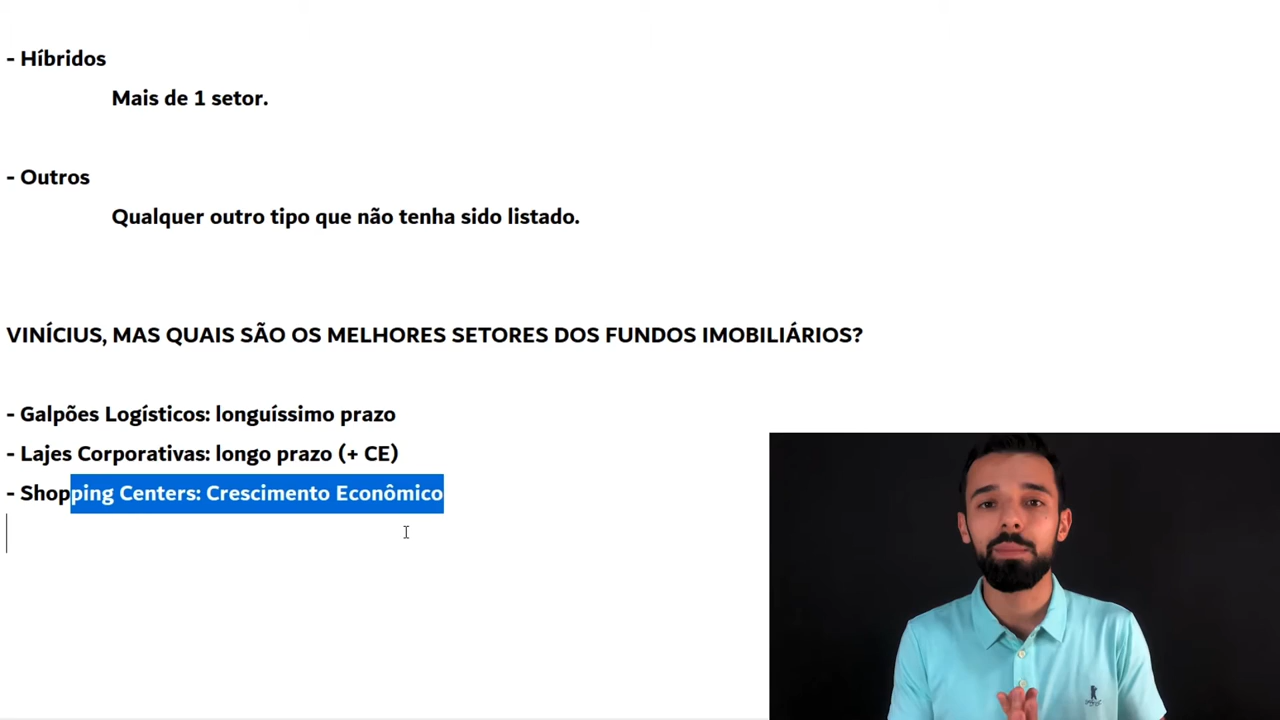 - Híbridos
Mais de 1 setor.
- Outros
Qualquer outro tipo que não tenha sido listado.
VINÍCIUS, MAS QUAIS SÃO OS MELHORES SETORES DOS FUNDOS IMOBILIÁRIOS?
- Galpões Logísticos: longuíssimo prazo
- Lajes Corporativas: longo prazo (+ CE)
- Shopping Centers: Crescimento Econômico